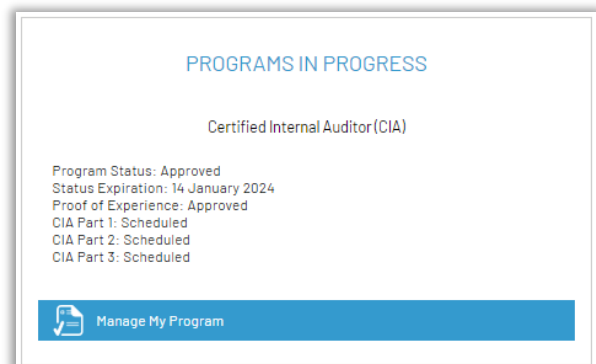 PROGRAMS IN PROGRESS
Certified Internal Auditor (CIA)
Program Status: Approved
Status Expiration: 14 January 2024
Proof of Experience: Approved
CIA Part 1: Scheduled
CIA Part 2: Scheduled
CIA Part 3: Scheduled
Manage My Program